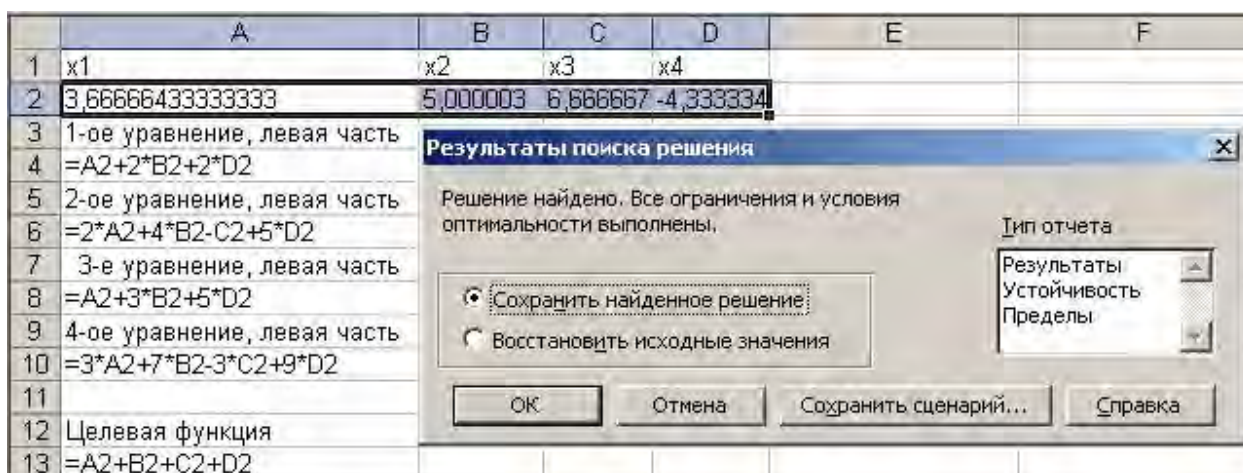 A B C D E F
1 x1 x2 x3 x4
2 3,66666433333333 5,000003 6,666667 -4,333334
3 1-ое уравнение, левая часть
4 =A2+2*B2+2*D2
5 2-ое уравнение, левая часть
6 =2*A2+4*B2-C2+5*D2
7 3-е уравнение, левая часть
8 =A2+3*B2+5*D2
9 4-ое уравнение, левая часть
10 =3*A2+7*B2-3*C2+9*D2
11
12 Целевая функция
13 =A2+B2+C2+D2
Результаты поиска решения
Решение найдено. Все ограничения и условия
оптимальности выполнены.
Тип отчета
Результаты
Устойчивость
Пределы
Сохранить найденное решение
Восстановить исходные значения
ОК Отмена Сохранить сценарий... Справка